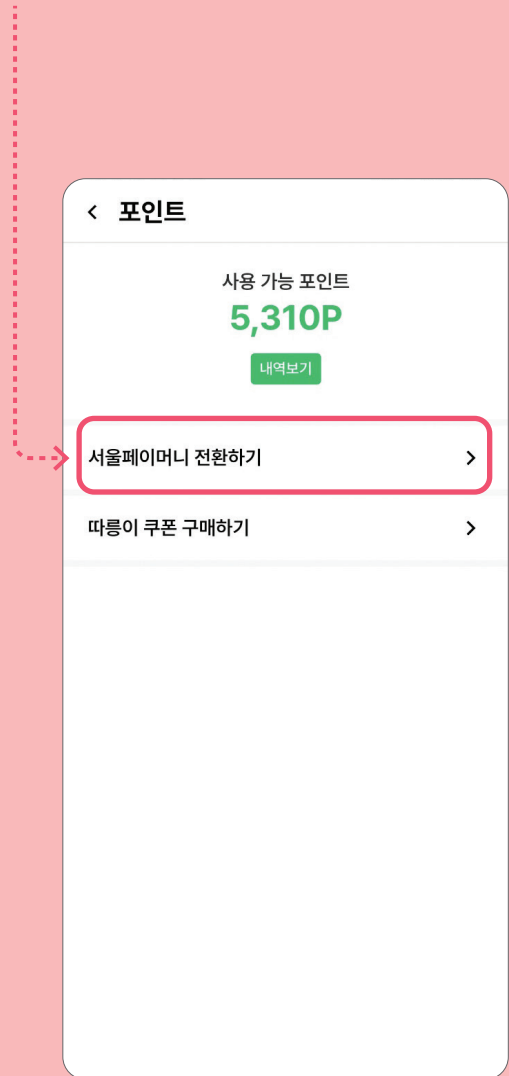 포인트
사용 가능 포인트
5,310P
내역보기
서울페이머니 전환하기
따릉이 쿠폰 구매하기